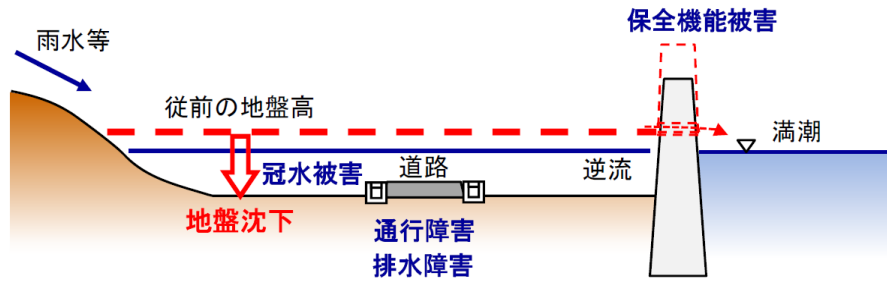 保全機能被害
雨水等
従前の地盤高
満潮
冠水被害
道路
逆流
地盤沈下
通行障害
排水障害